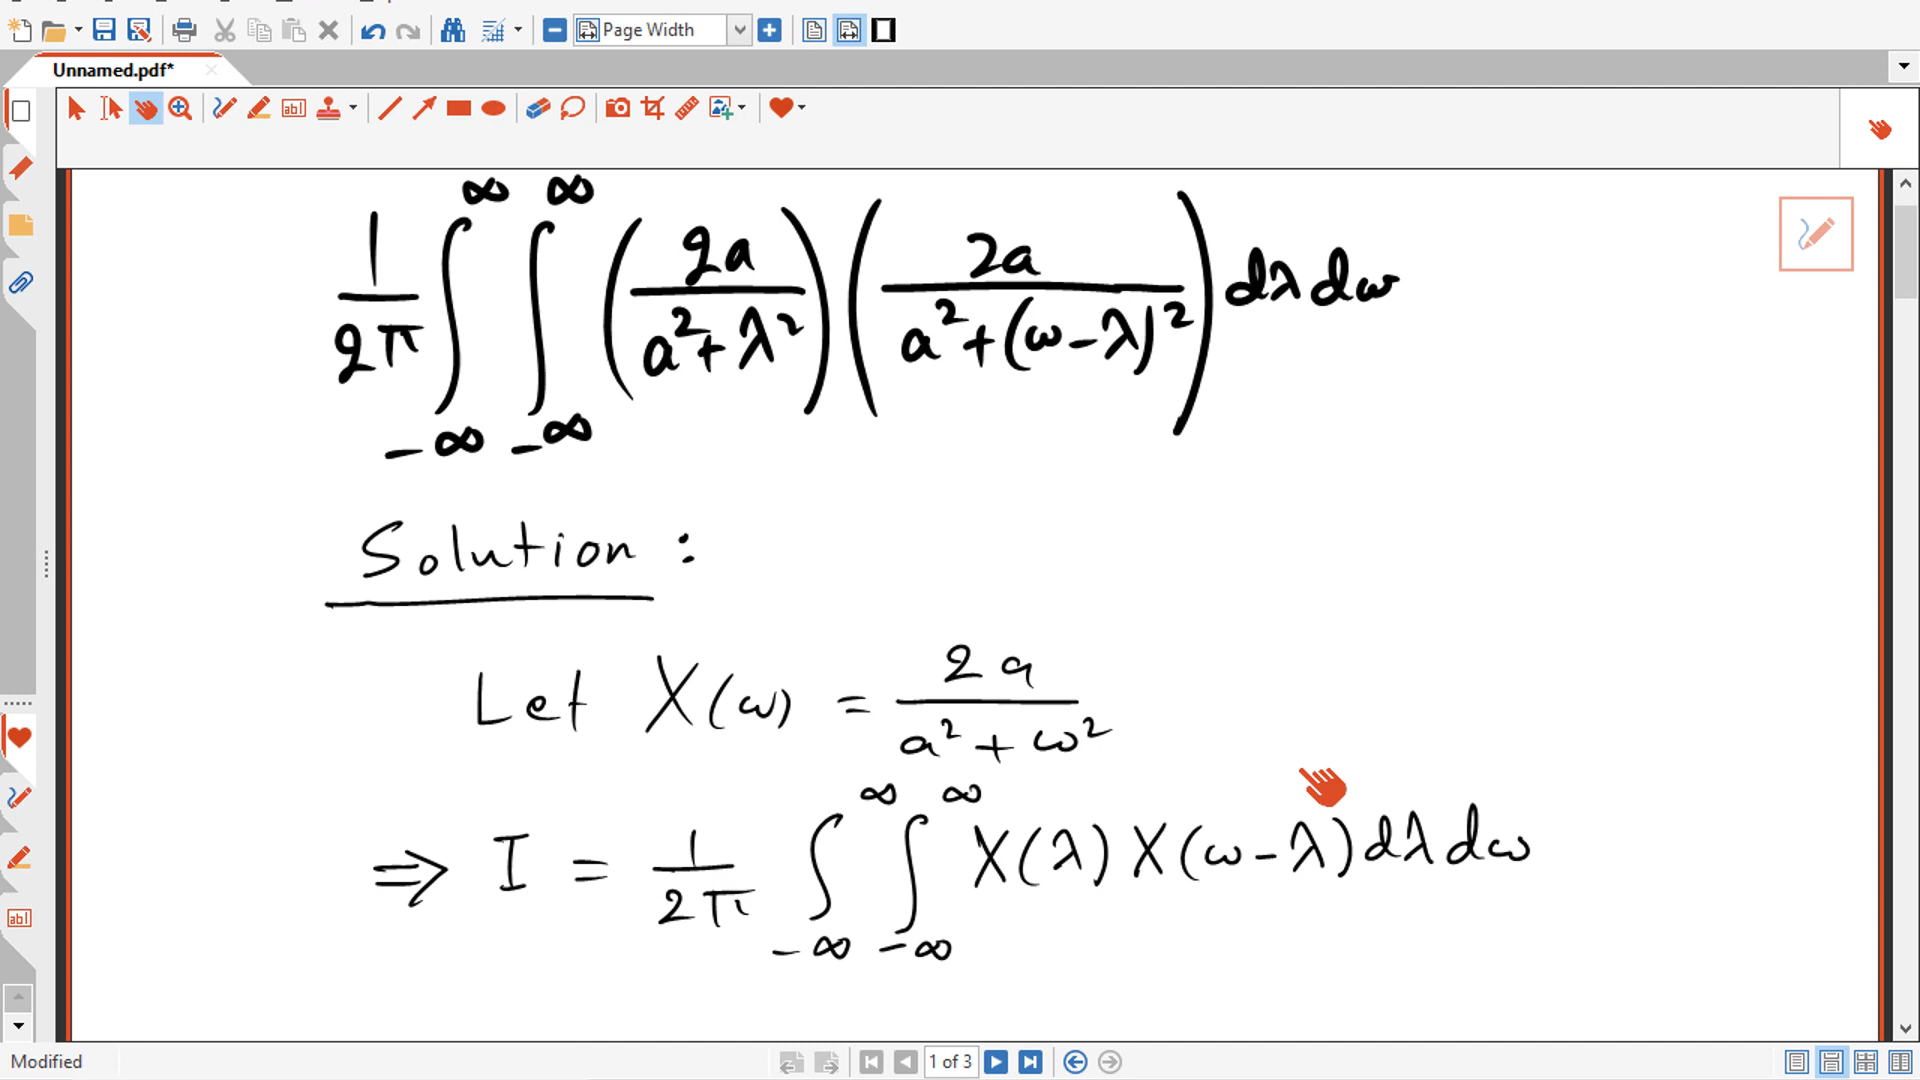 Page Width
Unnamed.pdf*
1/2π ∫_{-∞}^{∞} ∫_{-∞}^{∞} (2a/(a²+λ²)) (2a/(a²+(ω-λ)²)) dλ dω
Solution :
Let X(ω) = 2a/(a²+ω²)
⇒ I = 1/2π ∫_{-∞}^{∞} ∫_{-∞}^{∞} X(λ) X(ω-λ) dλ dω
Modified
1 of 3